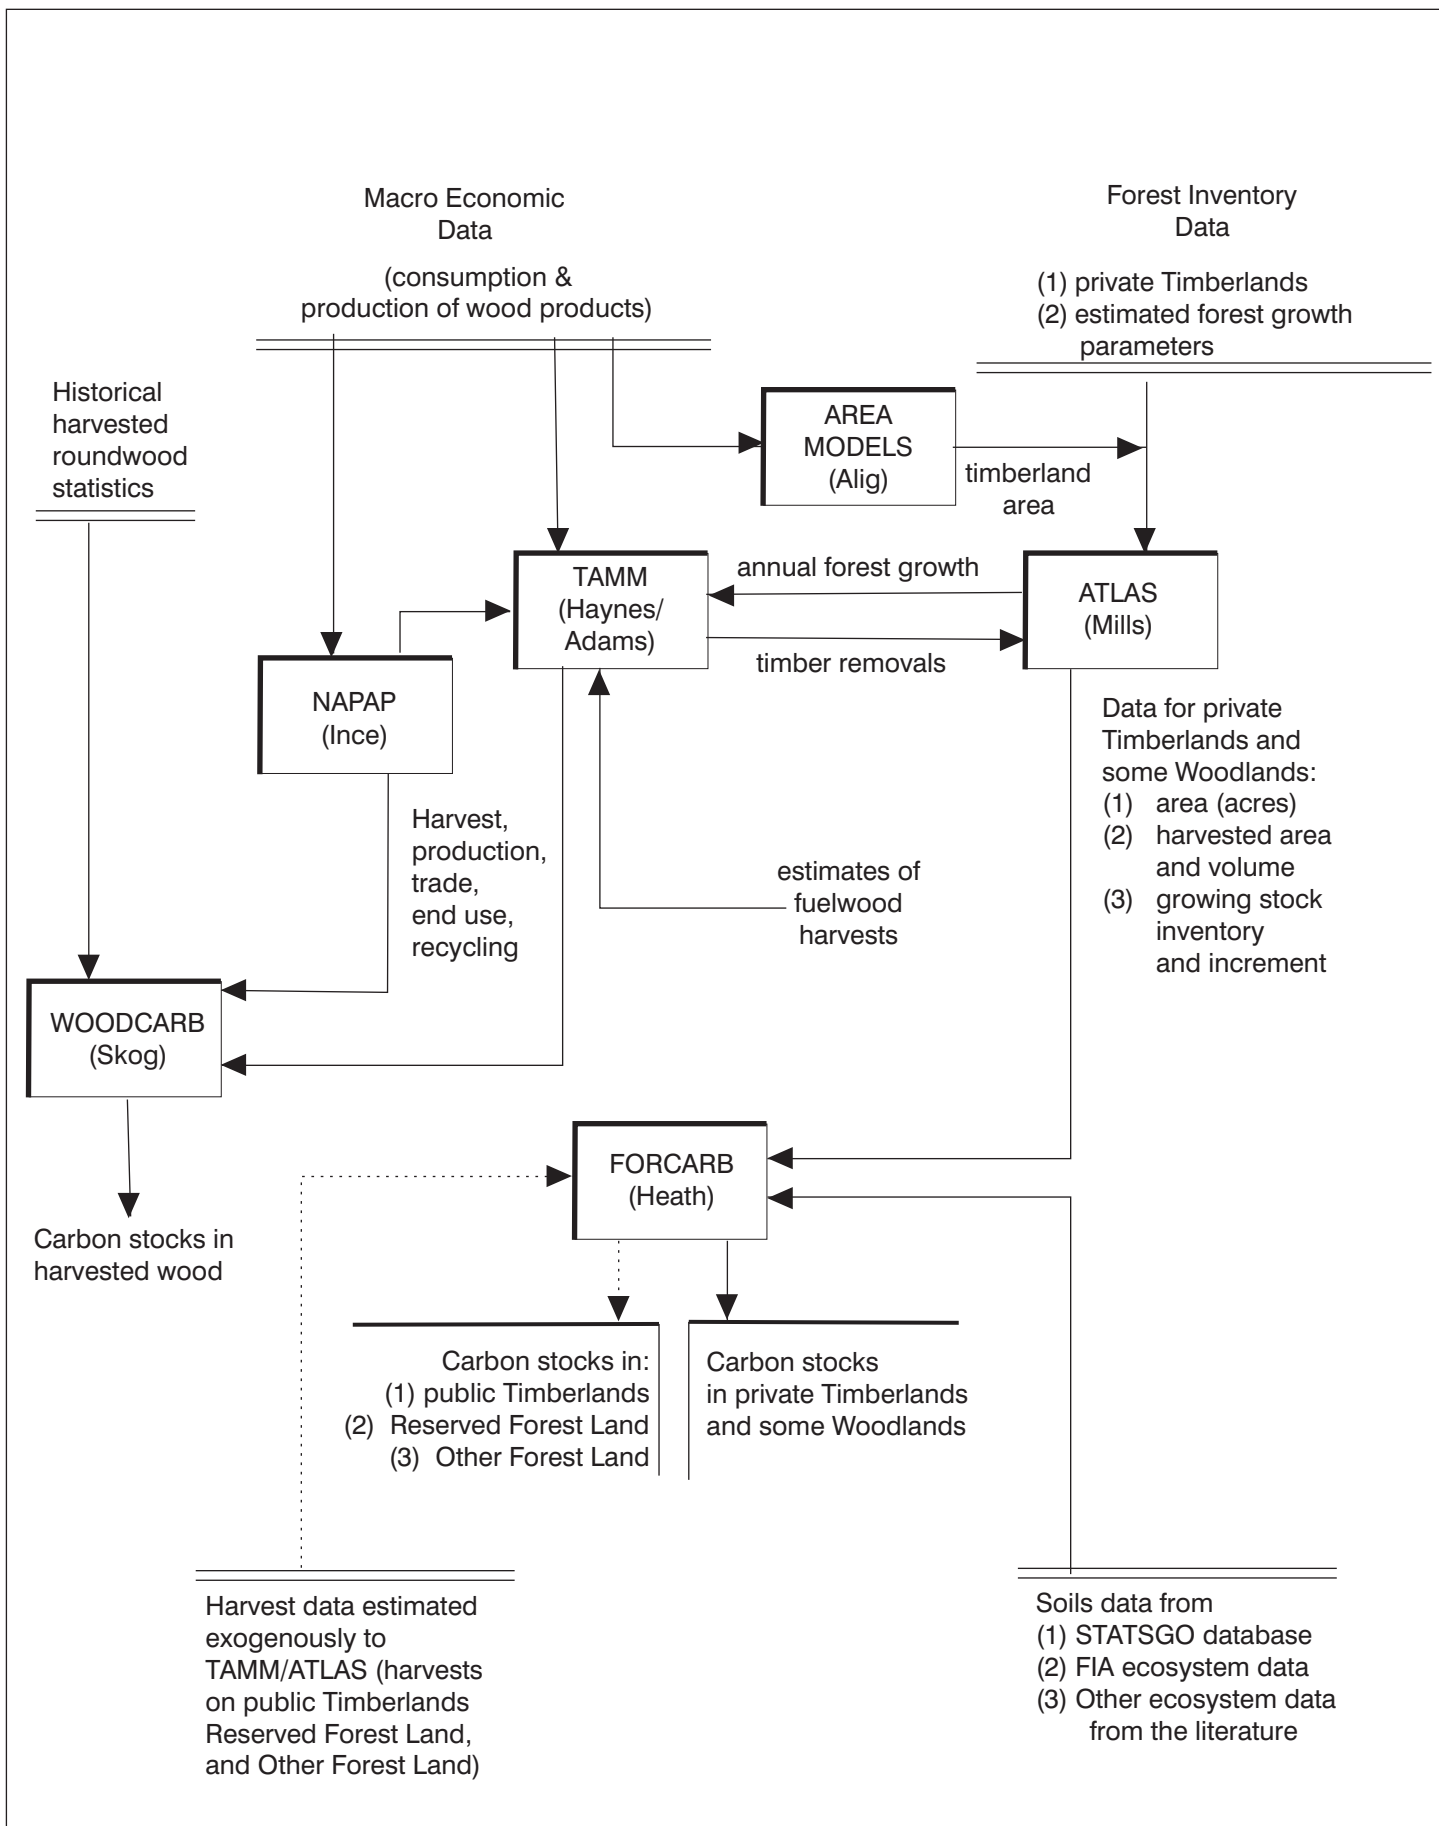 Macro Economic
Data
(consumption &
production of wood products)
Forest Inventory
Data
(1) private Timberlands
(2) estimated forest growth
parameters
Historical
harvested
roundwood
statistics
AREA
MODELS
(Alig)
timberland
area
TAMM
(Haynes/
Adams)
annual forest growth
timber removals
ATLAS
(Mills)
NAPAP
(Ince)
Harvest,
production,
trade,
end use,
recycling
estimates of
fuelwood
harvests
Data for private
Timberlands and
some Woodlands:
(1) area (acres)
(2) harvested area
and volume
(3) growing stock
inventory
and increment
WOODCARB
(Skog)
Carbon stocks in
harvested wood
FORCARB
(Heath)
Carbon stocks in:
(1) public Timberlands
(2) Reserved Forest Land
(3) Other Forest Land
Carbon stocks
in private Timberlands
and some Woodlands
Harvest data estimated
exogenously to
TAMM/ATLAS (harvests
on public Timberlands
Reserved Forest Land,
and Other Forest Land)
Soils data from
(1) STATSGO database
(2) FIA ecosystem data
(3) Other ecosystem data
from the literature